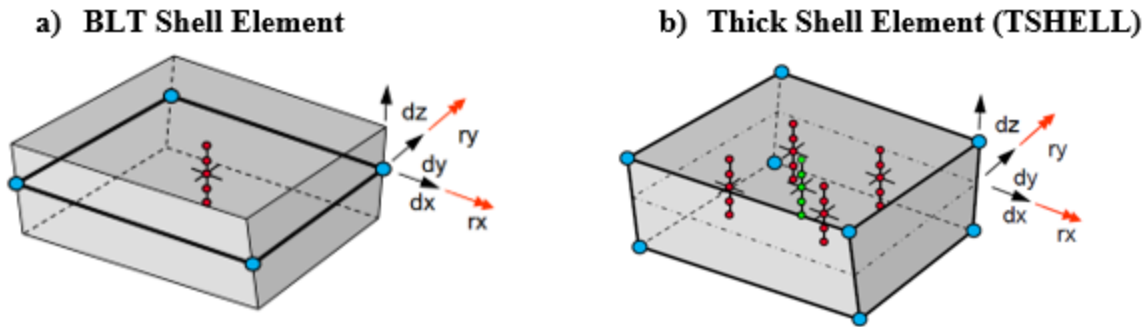 a) BLT Shell Element
b) Thick Shell Element (TSHELL)
dz
ry
dy
dx
rx
dz
ry
dy
dx
rx